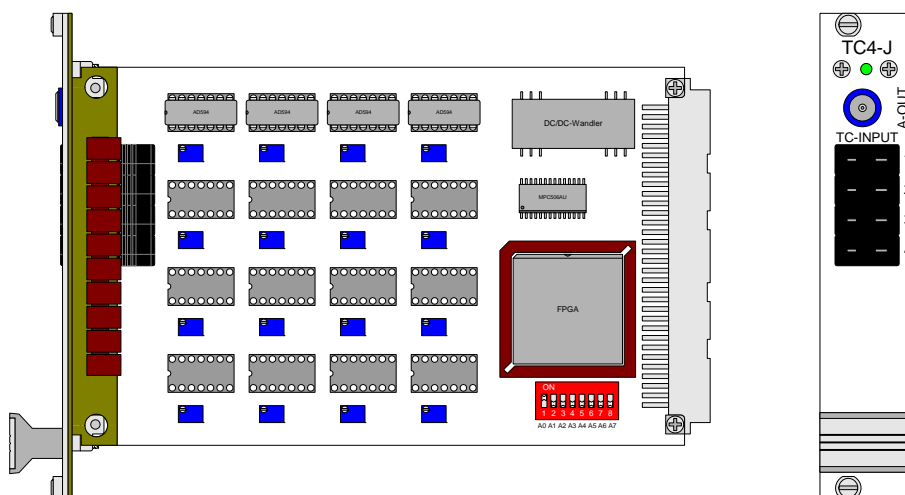 TC4-J
A-OUT
TC-INPUT
AD594 AD594 AD594 AD594
DC/DC-Wandler
MPC506AU
FPGA
ON
1 2 3 4 5 6 7 8
A0 A1 A2 A3 A4 A5 A6 A7